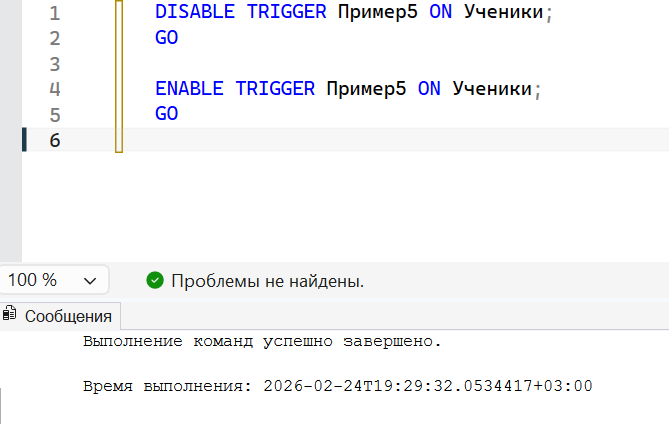 1 DISABLE TRIGGER Пример5 ON Ученики;
2 GO
3
4 ENABLE TRIGGER Пример5 ON Ученики;
5 GO
6
100 % Проблемы не найдены.
Сообщения
Выполнение команд успешно завершено.
Время выполнения: 2026-02-24T19:29:32.0534417+03:00